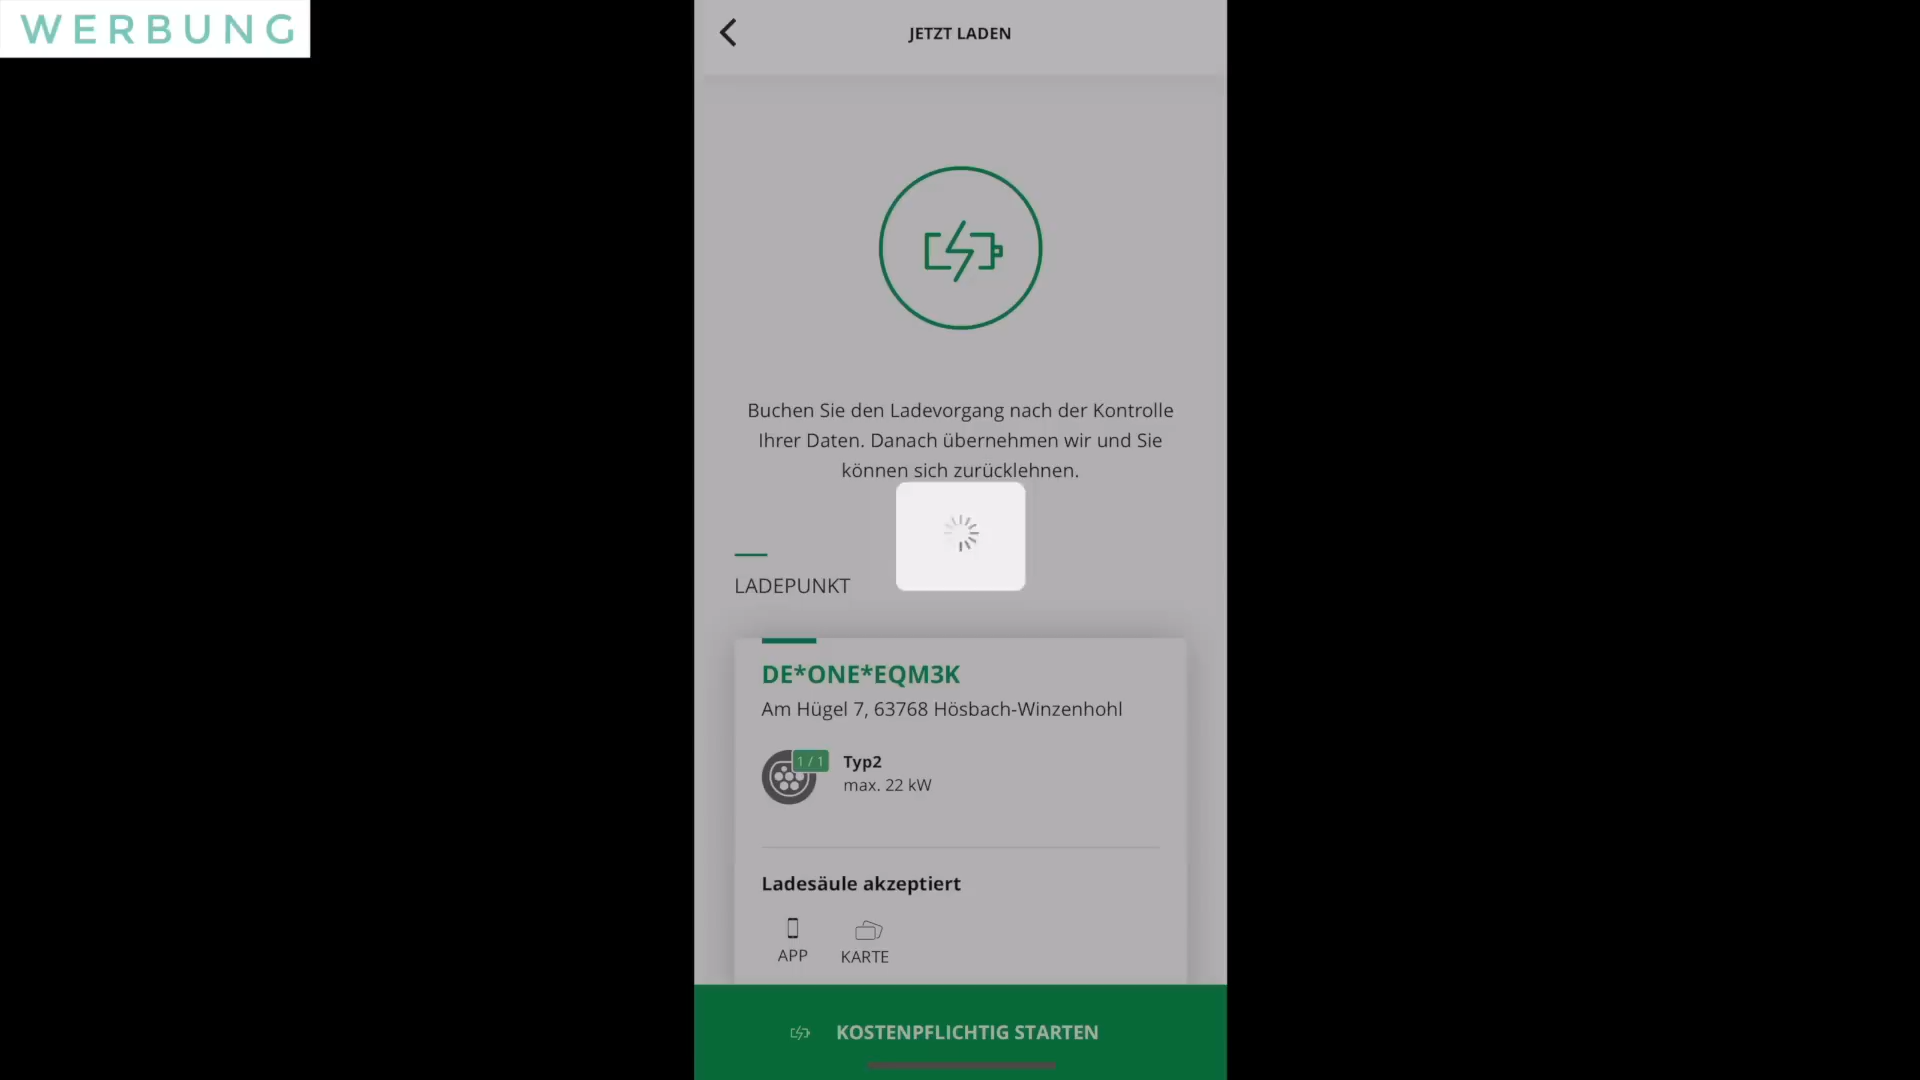 WERBUNG
JETZT LADEN
Buchen Sie den Ladevorgang nach der Kontrolle
Ihrer Daten. Danach übernehmen wir und Sie
können sich zurücklehnen.
LADEPUNKT
DE*ONE*EQM3K
Am Hügel 7, 63768 Hösbach-Winzenhohl
1 / 1
Typ2
max. 22 kW
Ladesäule akzeptiert
APP KARTE
KOSTENPFLICHTIG STARTEN